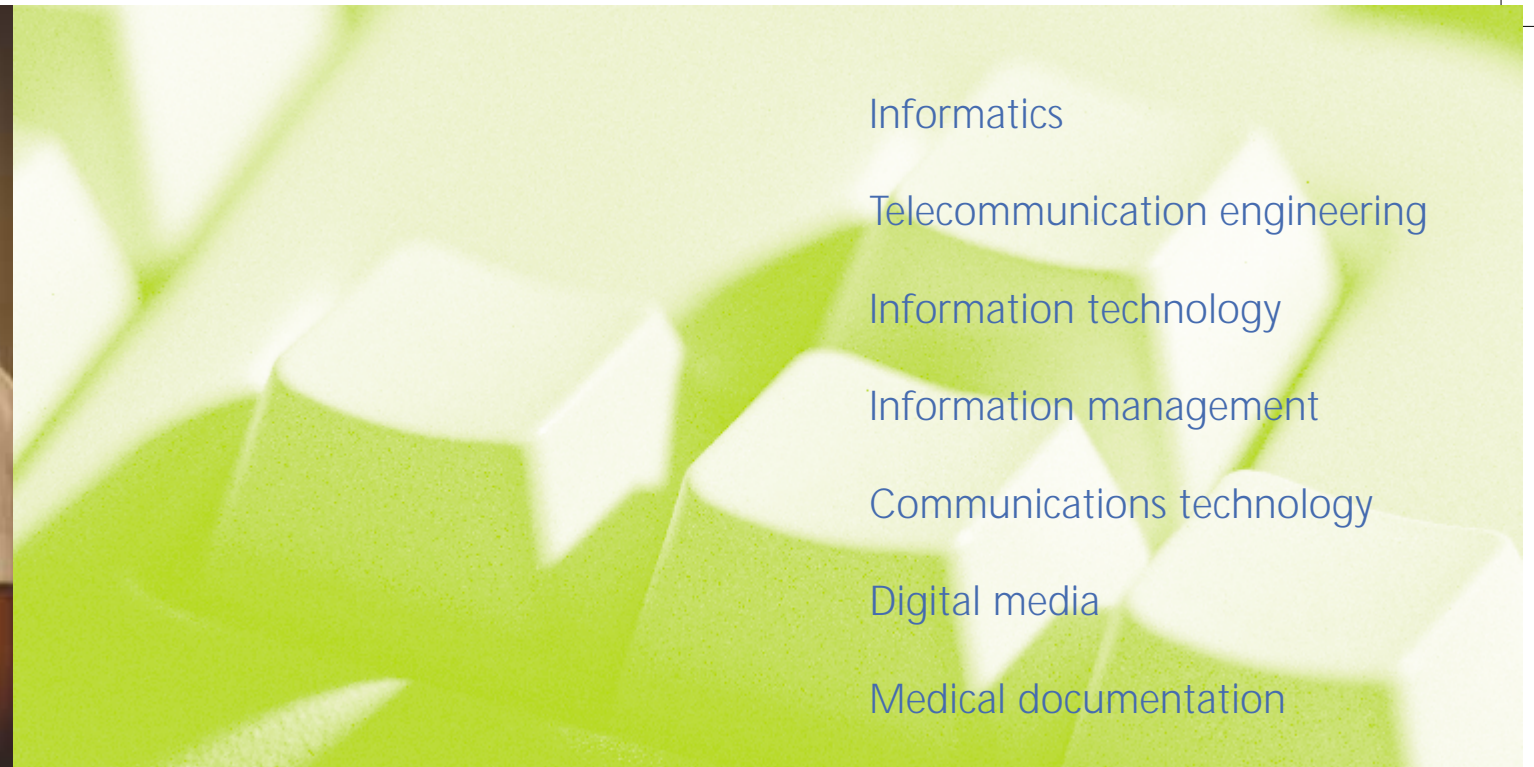 Informatics
Telecommunication engineering
Information technology
Information management
Communications technology
Digital media
Medical documentation